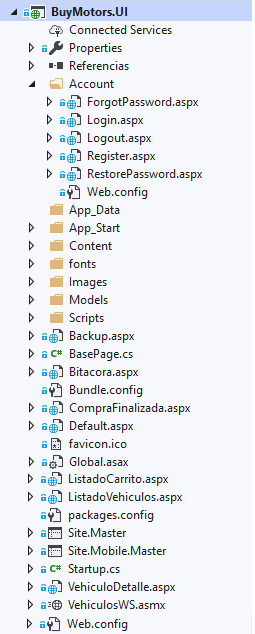 BuyMotors.UI
Connected Services
Properties
Referencias
Account
ForgotPassword.aspx
Login.aspx
Logout.aspx
Register.aspx
RestorePassword.aspx
Web.config
App_Data
App_Start
Content
fonts
Images
Models
Scripts
Backup.aspx
C# BasePage.cs
Bitacora.aspx
Bundle.config
CompraFinalizada.aspx
Default.aspx
favicon.ico
Global.asax
ListadoCarrito.aspx
ListadoVehiculos.aspx
packages.config
Site.Master
Site.Mobile.Master
C# Startup.cs
VehiculoDetalle.aspx
VehiculosWS.asmx
Web.config